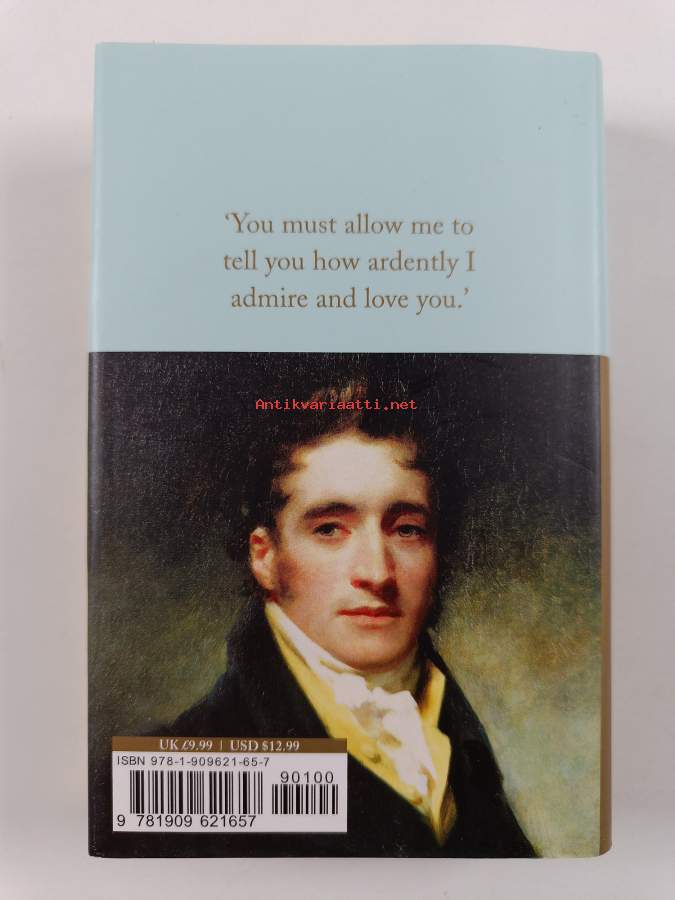 ‘You must allow me to
tell you how ardently I
admire and love you.’
Antikvariaatti.net
UK £9.99 | USD $12.99
ISBN 978-1-909621-65-7
90100
9 781909 621657